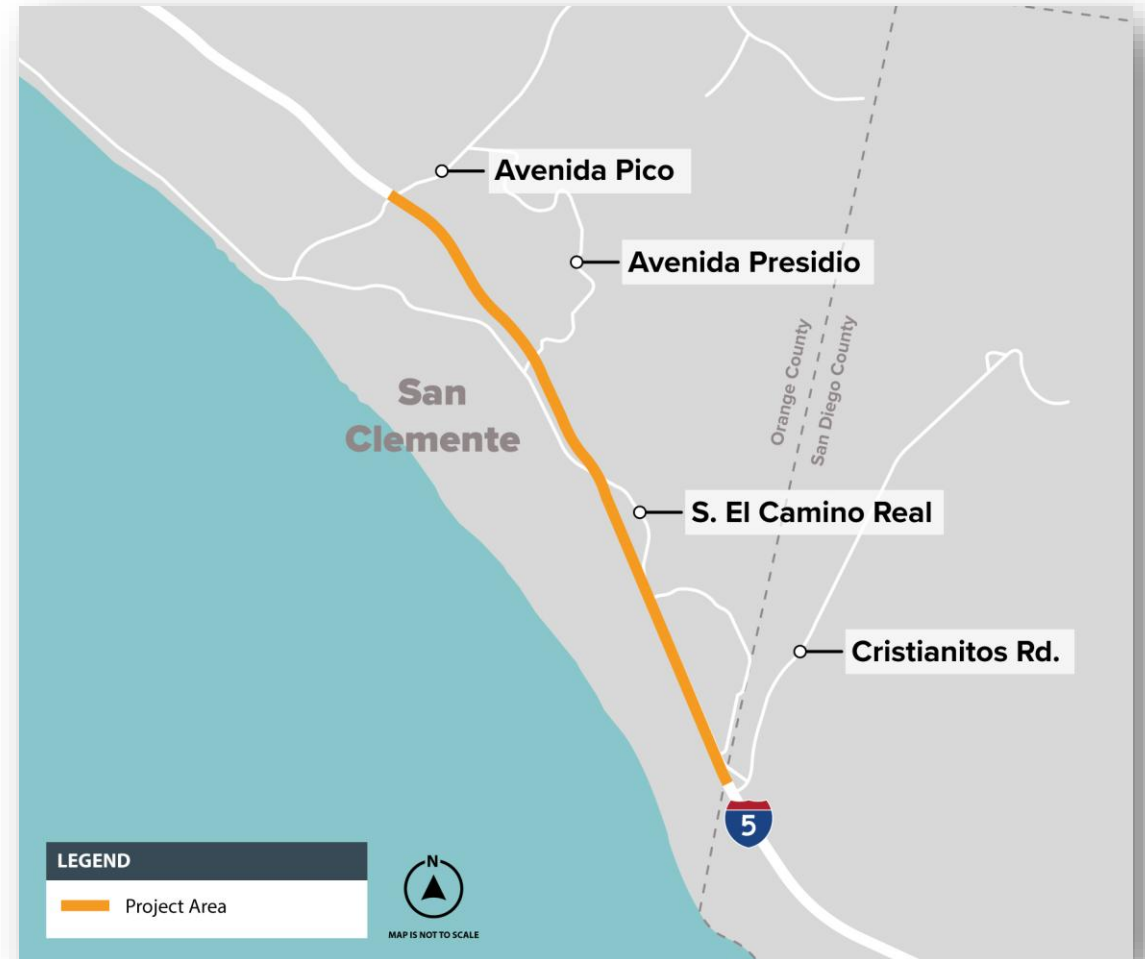 Avenida Pico
Avenida Presidio
Orange County
San Diego County
San
Clemente
S. El Camino Real
Cristianitos Rd.
5
LEGEND
Project Area
N
MAP IS NOT TO SCALE